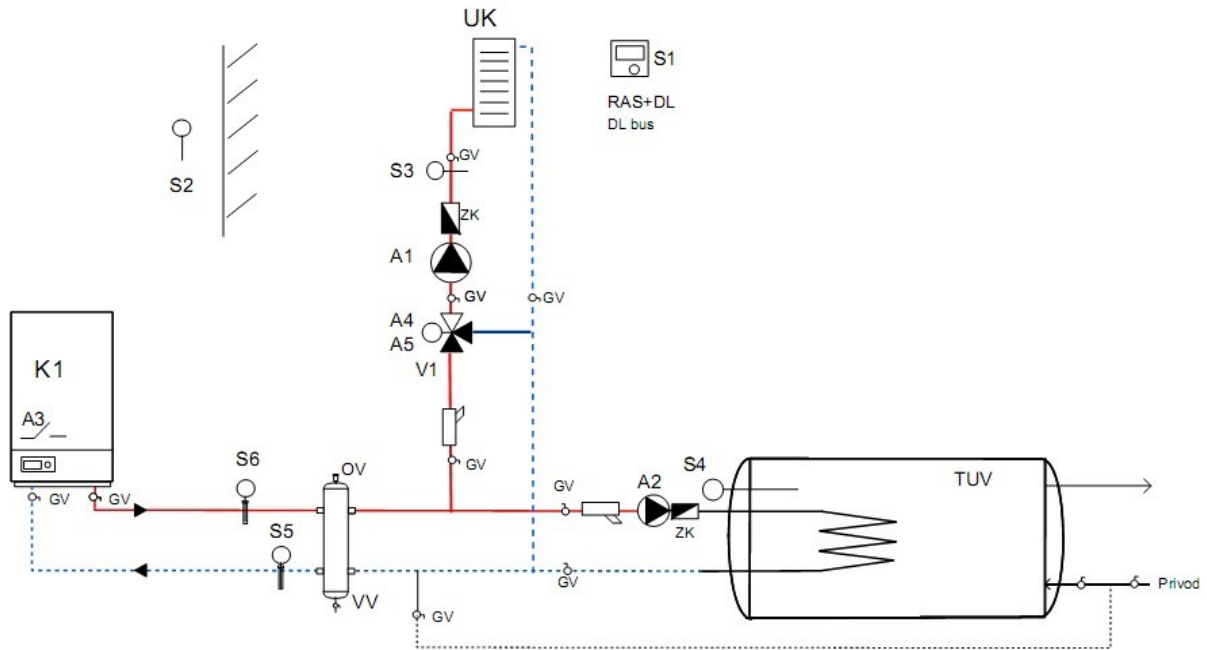 UK
S1
RAS+DL
DL bus
S2
S3
GV
ZK
A1
GV
GV
A4
A5
V1
K1
A3
GV
GV
S6
OV
GV
S5
VV
GV
GV
A2
S4
ZK
GV
TUV
Privod